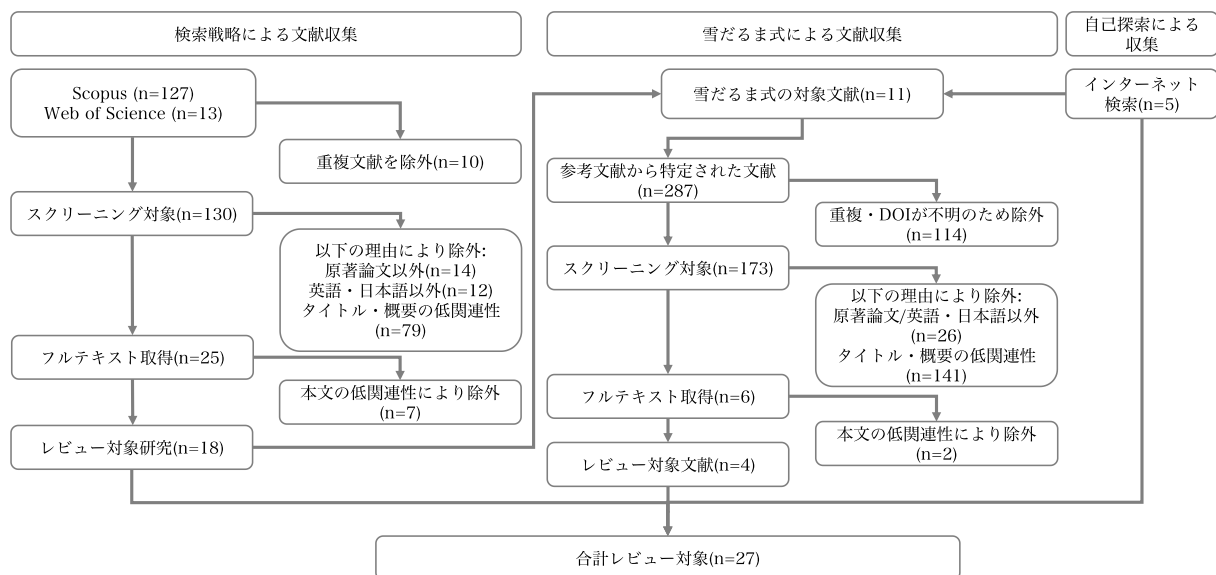 検索戦略による文献収集
Scopus (n=127)
Web of Science (n=13)
重複文献を除外(n=10)
スクリーニング対象(n=130)
以下の理由により除外:
原著論文以外(n=14)
英語・日本語以外(n=12)
タイトル・概要の低関連性
(n=79)
フルテキスト取得(n=25)
本文の低関連性により除外
(n=7)
レビュー対象研究(n=18)
雪だるま式による文献収集
雪だるま式の対象文献(n=11)
参考文献から特定された文献
(n=287)
重複・DOIが不明のため除外
(n=114)
スクリーニング対象(n=173)
以下の理由により除外:
原著論文/英語・日本語以外
(n=26)
タイトル・概要の低関連性
(n=141)
フルテキスト取得(n=6)
本文の低関連性により除外
(n=2)
レビュー対象文献(n=4)
自己探索による
収集
インターネット
検索(n=5)
合計レビュー対象(n=27)